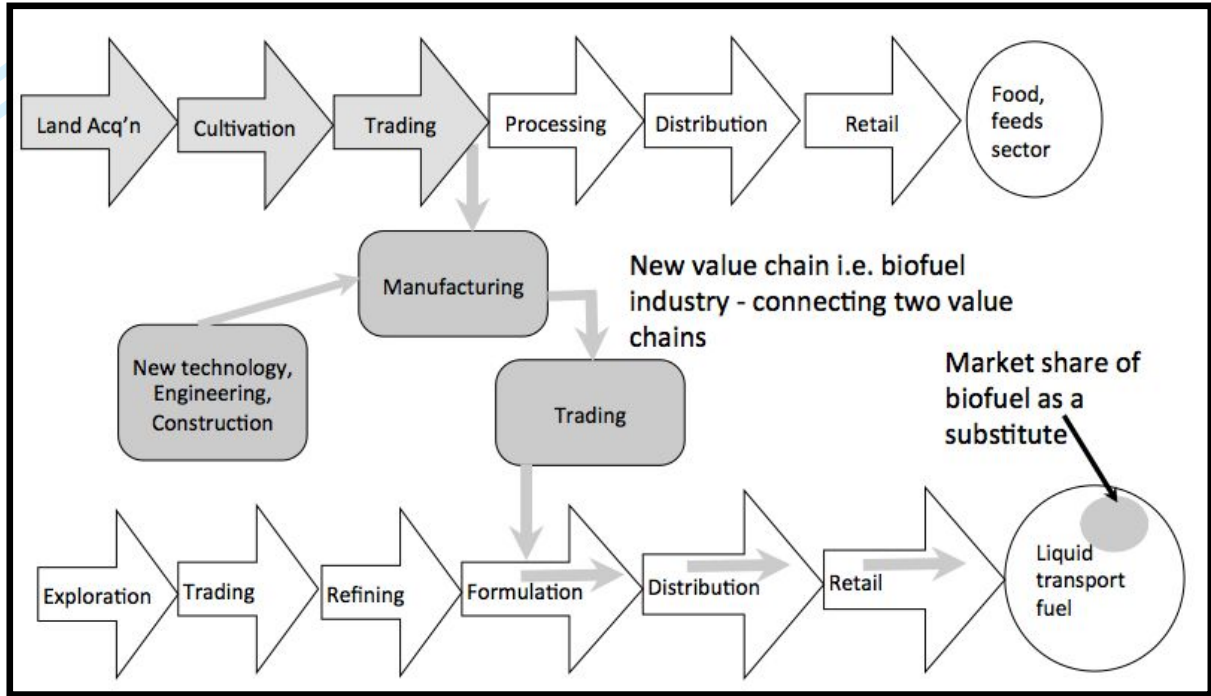 Land Acq'n
Cultivation
Trading
Processing
Distribution
Retail
Food,
feeds
sector
Manufacturing
New value chain i.e. biofuel
industry - connecting two value
chains
New technology,
Engineering,
Construction
Trading
Market share of
biofuel as a
substitute
Exploration
Trading
Refining
Formulation
Distribution
Retail
Liquid
transport
fuel